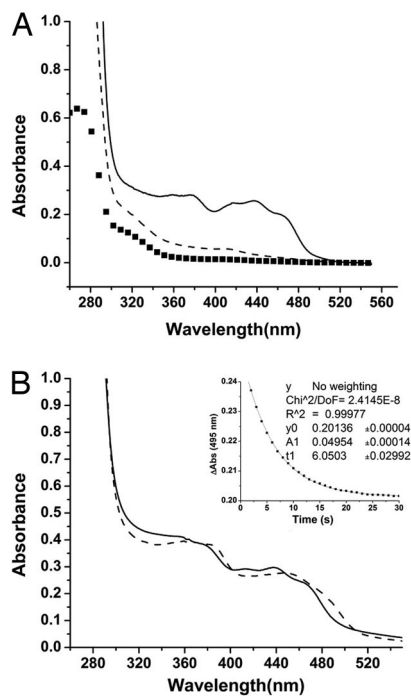 A
Absorbance
1.0
0.8
0.6
0.4
0.2
0.0
280 320 360 400 440 480 520 560
Wavelength(nm)
B
Absorbance
1.0
0.9
0.8
0.7
0.6
0.5
0.4
0.3
0.2
0.1
0.0
280 320 360 400 440 480 520
Wavelength(nm)
ΔAbs (495 nm)
0.24
0.23
0.22
0.21
0.20
0 5 10 15 20 25 30
Time (s)
y No weighting
Chi^2/DoF= 2.4145E-8
R^2 = 0.99977
y0 0.20136 ±0.00004
A1 0.04954 ±0.00014
t1 6.0503 ±0.02992